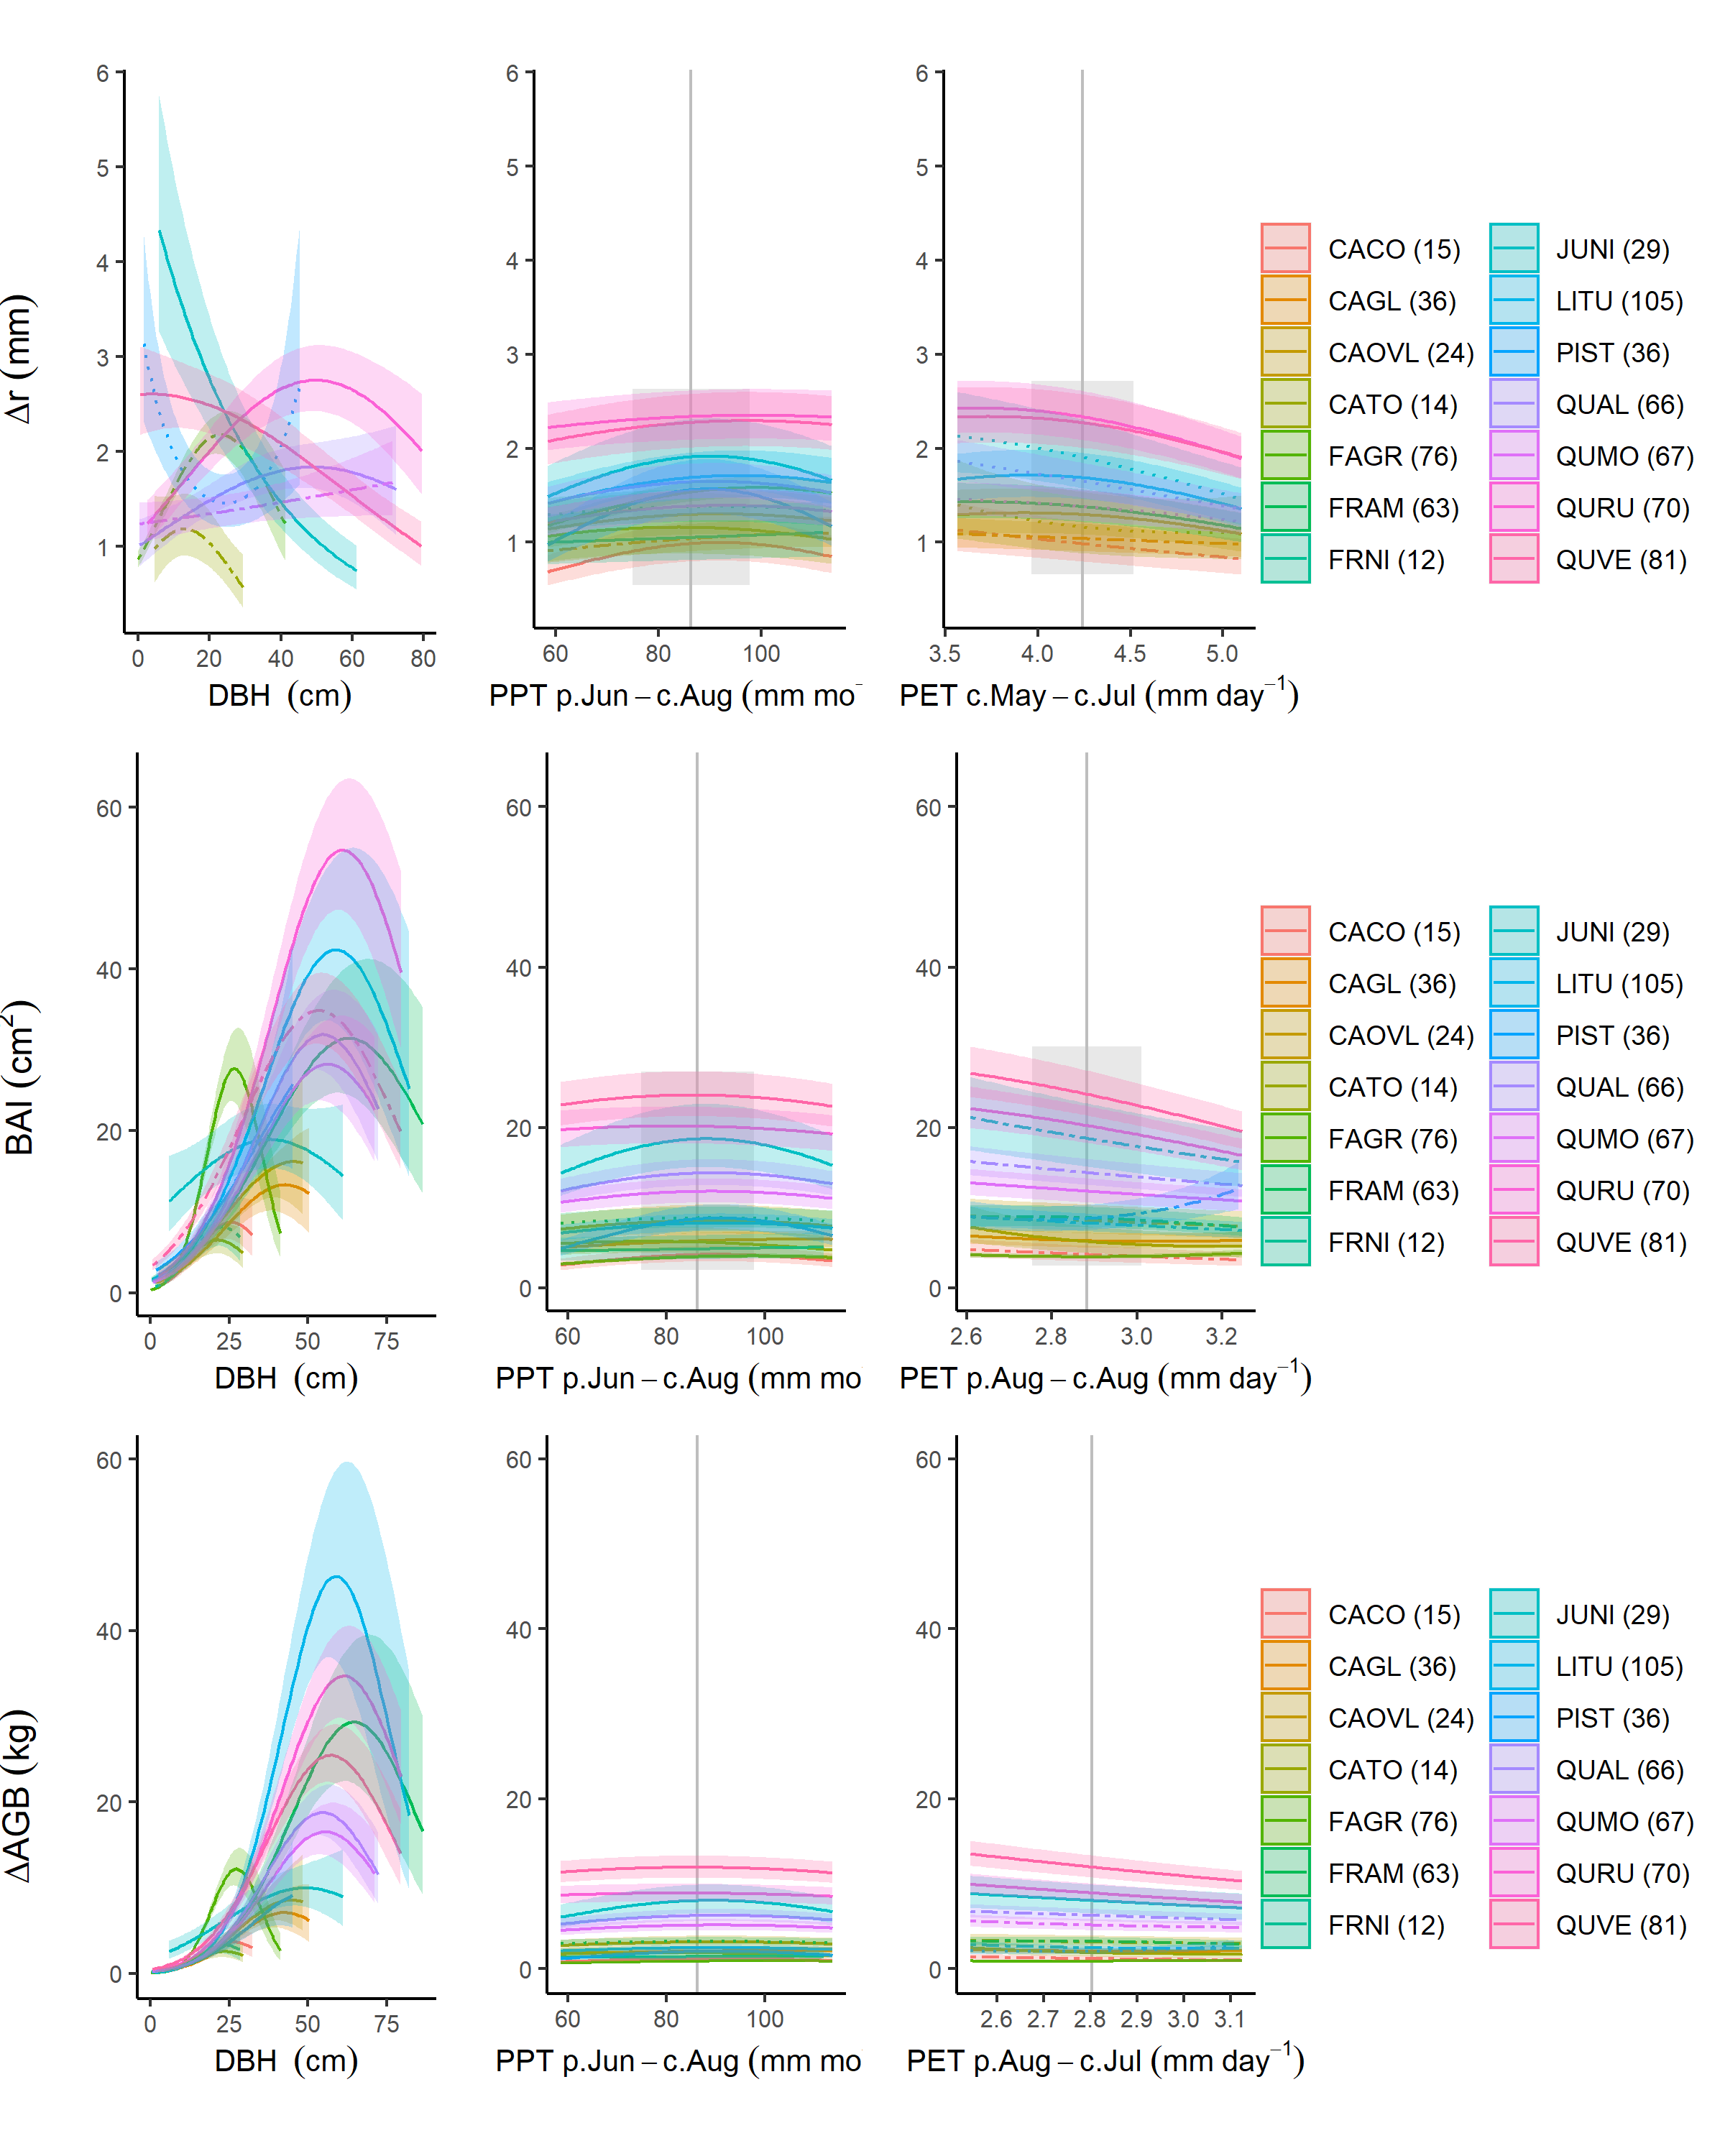 Δr (mm)
6
5
4
3
2
1
0 20 40 60 80
DBH (cm)
6
5
4
3
2
1
60 80 100
PPT p.Jun – c.Aug (mm mo⁻
6
5
4
3
2
1
3.5 4.0 4.5 5.0
PET c.May – c.Jul (mm day⁻¹)
CACO (15) JUNI (29)
CAGL (36) LITU (105)
CAOVL (24) PIST (36)
CATO (14) QUAL (66)
FAGR (76) QUMO (67)
FRAM (63) QURU (70)
FRNI (12) QUVE (81)
BAI (cm²)
60
40
20
0
0 25 50 75
DBH (cm)
60
40
20
0
60 80 100
PPT p.Jun – c.Aug (mm mo
60
40
20
0
2.6 2.8 3.0 3.2
PET p.Aug – c.Aug (mm day⁻¹)
CACO (15) JUNI (29)
CAGL (36) LITU (105)
CAOVL (24) PIST (36)
CATO (14) QUAL (66)
FAGR (76) QUMO (67)
FRAM (63) QURU (70)
FRNI (12) QUVE (81)
ΔAGB (kg)
60
40
20
0
0 25 50 75
DBH (cm)
60
40
20
0
60 80 100
PPT p.Jun – c.Aug (mm mo
60
40
20
0
2.6 2.7 2.8 2.9 3.0 3.1
PET p.Aug – c.Jul (mm day⁻¹)
CACO (15) JUNI (29)
CAGL (36) LITU (105)
CAOVL (24) PIST (36)
CATO (14) QUAL (66)
FAGR (76) QUMO (67)
FRAM (63) QURU (70)
FRNI (12) QUVE (81)